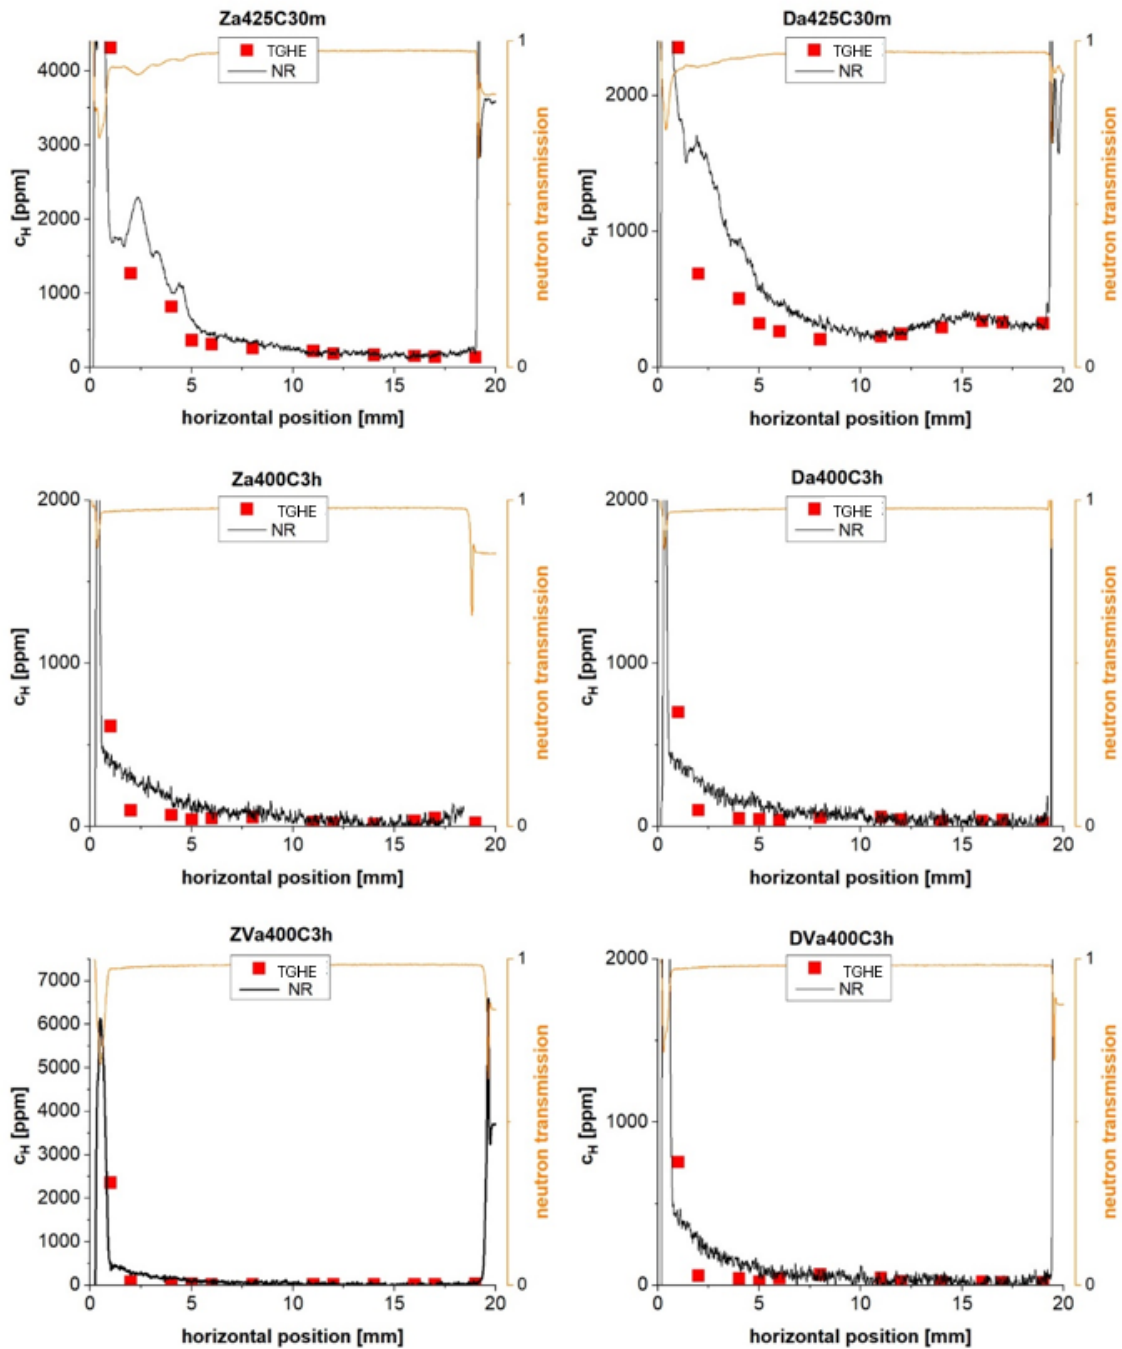 Za425C30m
TGHE
NR
4000
3000
2000
1000
0
1
0
c_H [ppm]
neutron transmission
0 5 10 15 20
horizontal position [mm]
Da425C30m
TGHE
NR
2000
1000
0
1
0
c_H [ppm]
neutron transmission
0 5 10 15 20
horizontal position [mm]
Za400C3h
TGHE
NR
2000
1000
0
1
0
c_H [ppm]
neutron transmission
0 5 10 15 20
horizontal position [mm]
Da400C3h
TGHE
NR
2000
1000
0
1
0
c_H [ppm]
neutron transmission
0 5 10 15 20
horizontal position [mm]
ZVa400C3h
TGHE
NR
7000
6000
5000
4000
3000
2000
1000
0
1
0
c_H [ppm]
neutron transmission
0 5 10 15 20
horizontal position [mm]
DVa400C3h
TGHE
NR
2000
1000
0
1
0
c_H [ppm]
neutron transmission
0 5 10 15 20
horizontal position [mm]